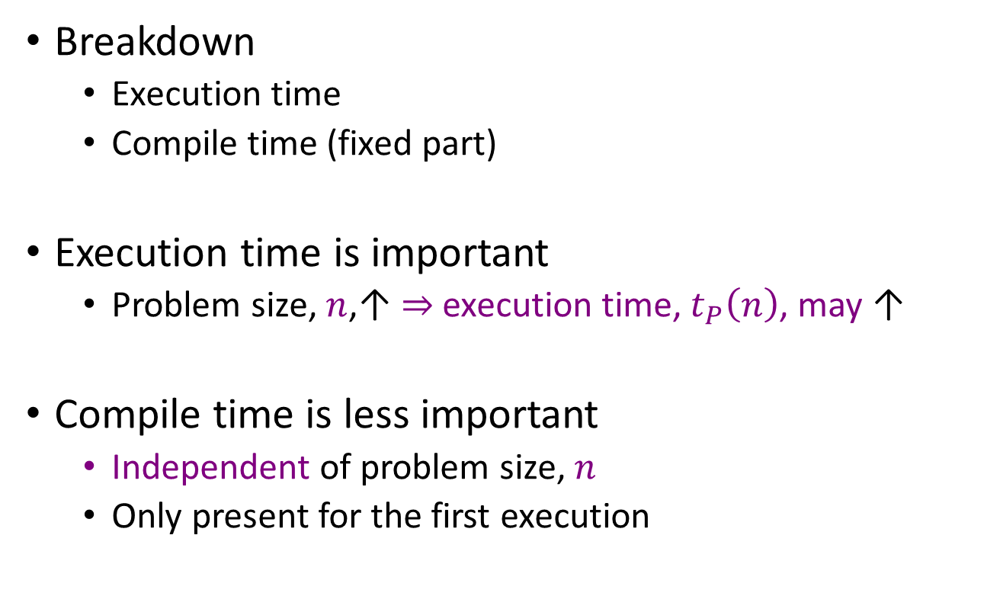 • Breakdown
• Execution time
• Compile time (fixed part)
• Execution time is important
• Problem size, n,↑ ⇒ execution time, t_P(n), may ↑
• Compile time is less important
• Independent of problem size, n
• Only present for the first execution